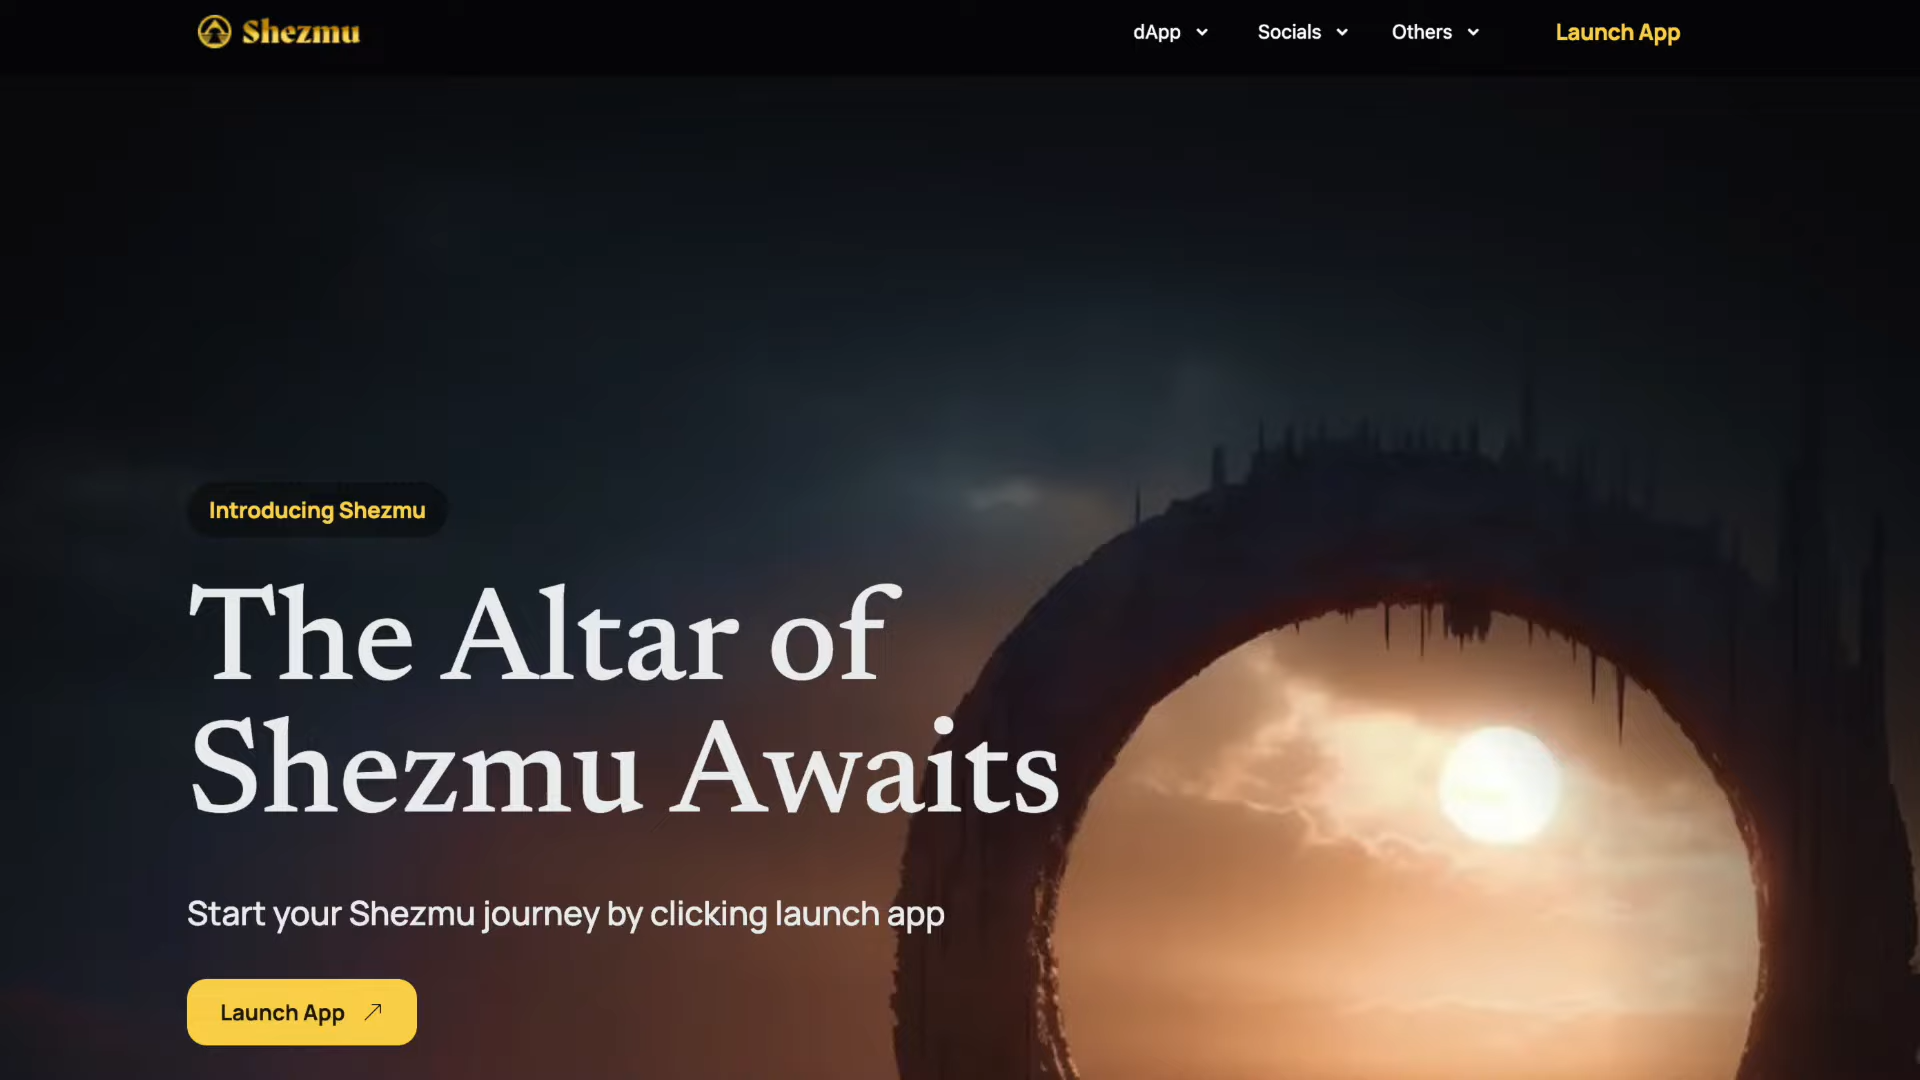 Shezmu
dApp
Socials
Others
Launch App
Introducing Shezmu
The Altar of
Shezmu Awaits
Start your Shezmu journey by clicking launch app
Launch App